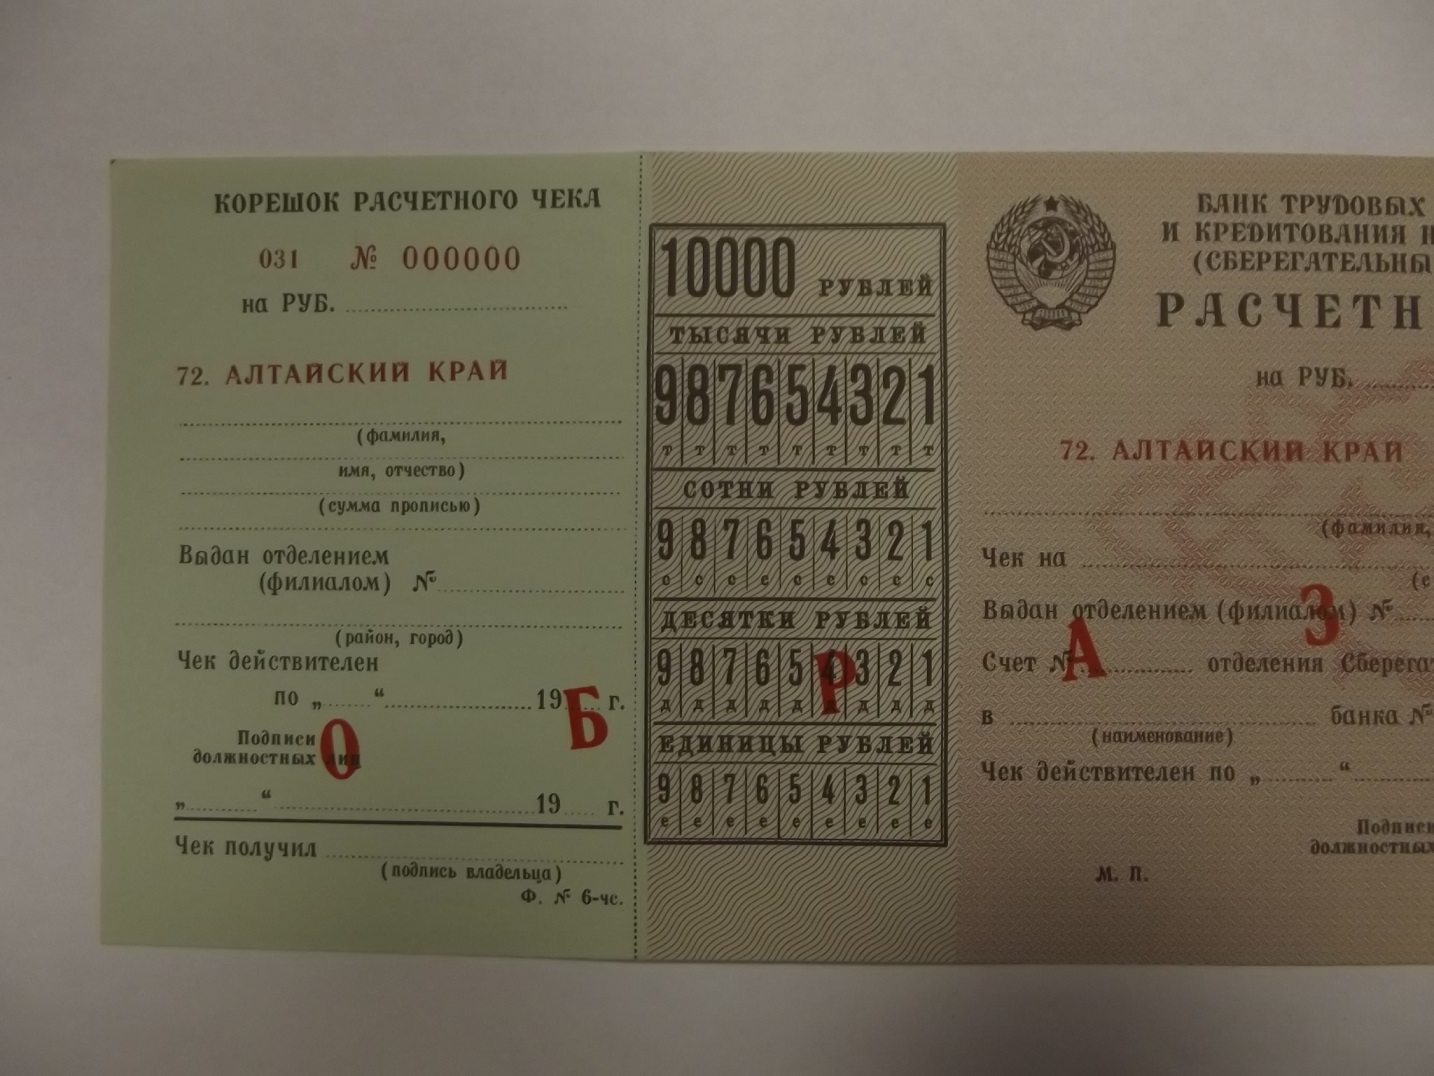 КОРЕШОК РАСЧЕТНОГО ЧЕКА
031 № 000000
на РУБ.
72. АЛТАЙСКИЙ КРАЙ
(фамилия,
имя, отчество)
(сумма прописью)
Выдан отделением
(филиалом) №
(район, город)
Чек действителен
по „ “ 19 г.
Подписи
должностных лиц
„ “ 19 г.
Чек получил
(подпись владельца)
Ф. № 6-чс.
10000 РУБЛЕЙ
ТЫСЯЧИ РУБЛЕЙ
9 8 7 6 5 4 3 2 1
т т т т т т т т т
СОТНИ РУБЛЕЙ
9 8 7 6 5 4 3 2 1
с с с с с с с с с
ДЕСЯТКИ РУБЛЕЙ
9 8 7 6 5 4 3 2 1
д д д д д д д д д
ЕДИНИЦЫ РУБЛЕЙ
9 8 7 6 5 4 3 2 1
е е е е е е е е е
БАНК ТРУДОВЫХ
И КРЕДИТОВАНИЯ Н
(СБЕРЕГАТЕЛЬНЫ
РАСЧЕТН
на РУБ.
72. АЛТАЙСКИЙ КРАЙ
(фамилия,
Чек на
(с
Выдан отделением (филиалом) №
Счет № отделения Сберега
в банка №
(наименование)
Чек действителен по „ “
Подписи
должностных
М. П.
О Б Р А З